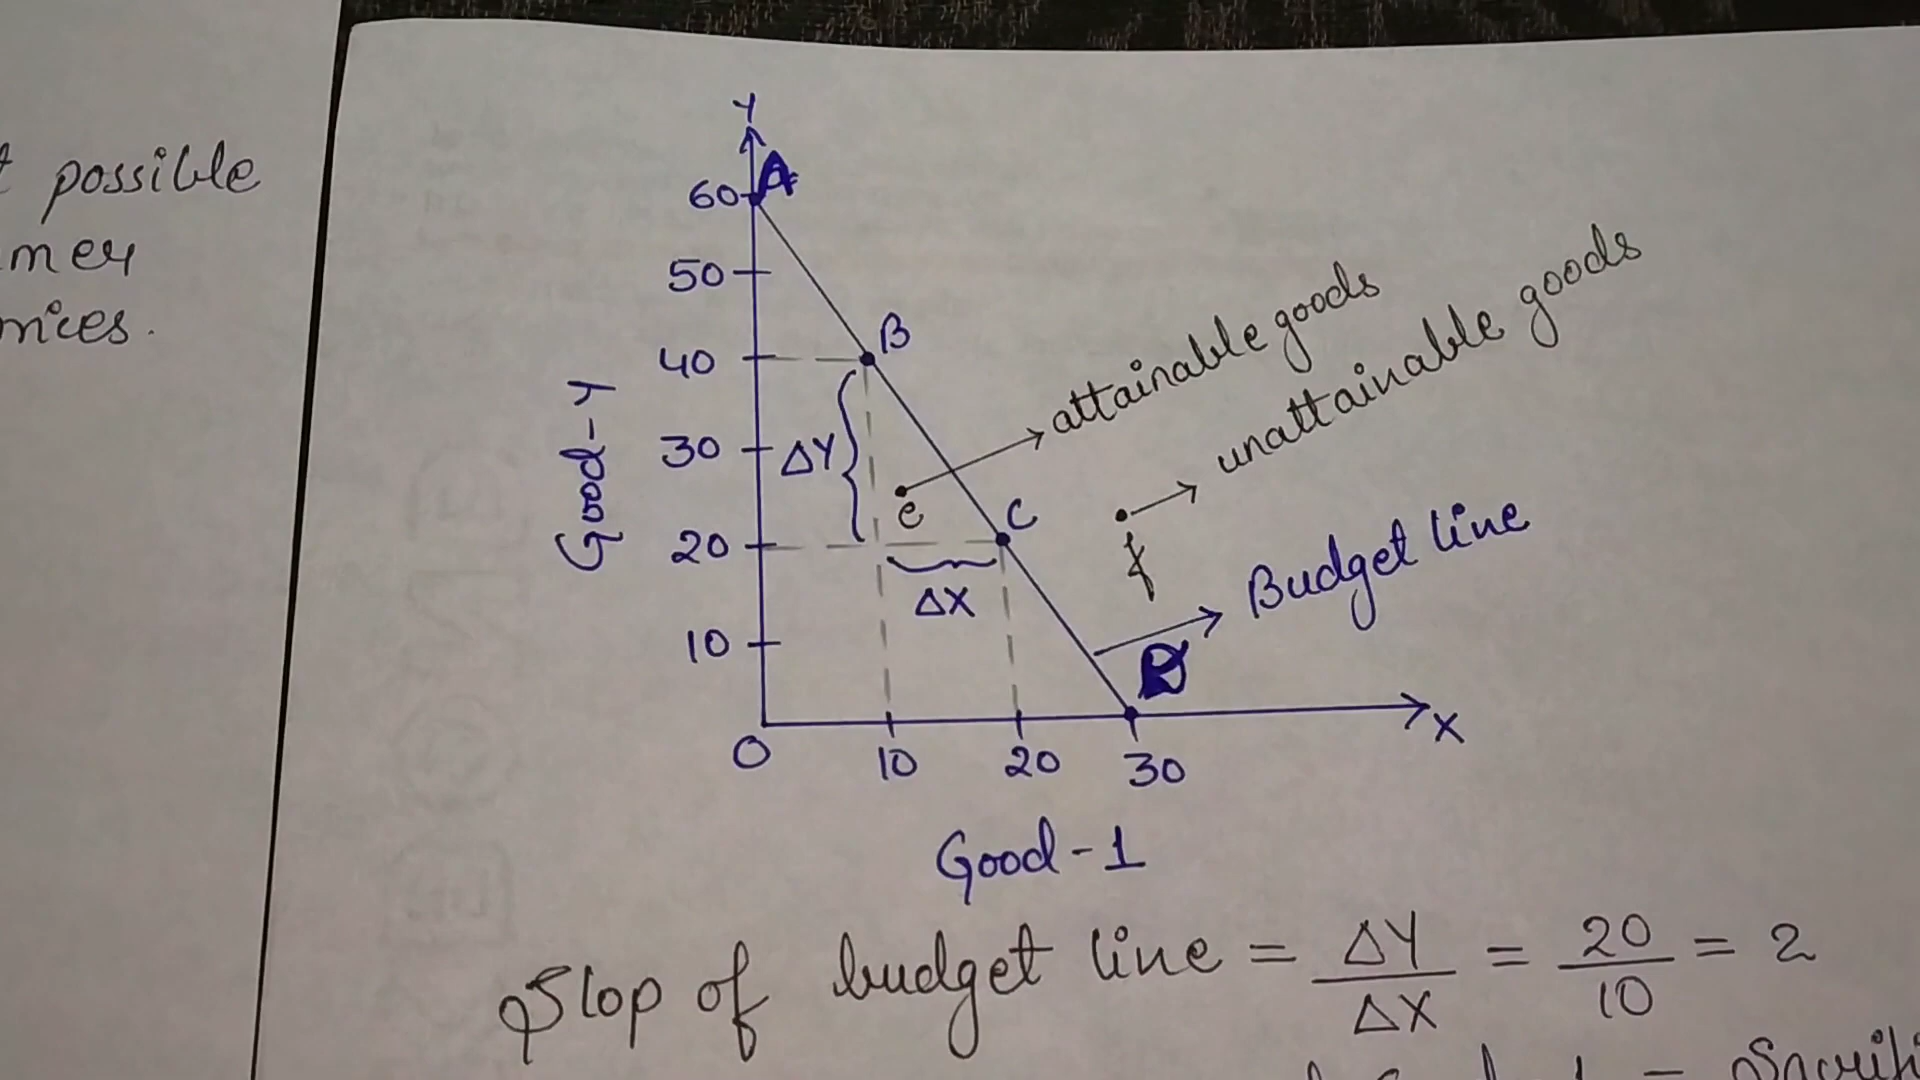 possible
mer
mices.
Y
60 A
50
B
40
30 ΔY
attainable goods
unattainable goods
Good-Y
e
C
20
f
ΔX
Budget line
10
D
X
0 10 20 30
Good-1
Slop of budget line = ΔY/ΔX = 20/10 = 2